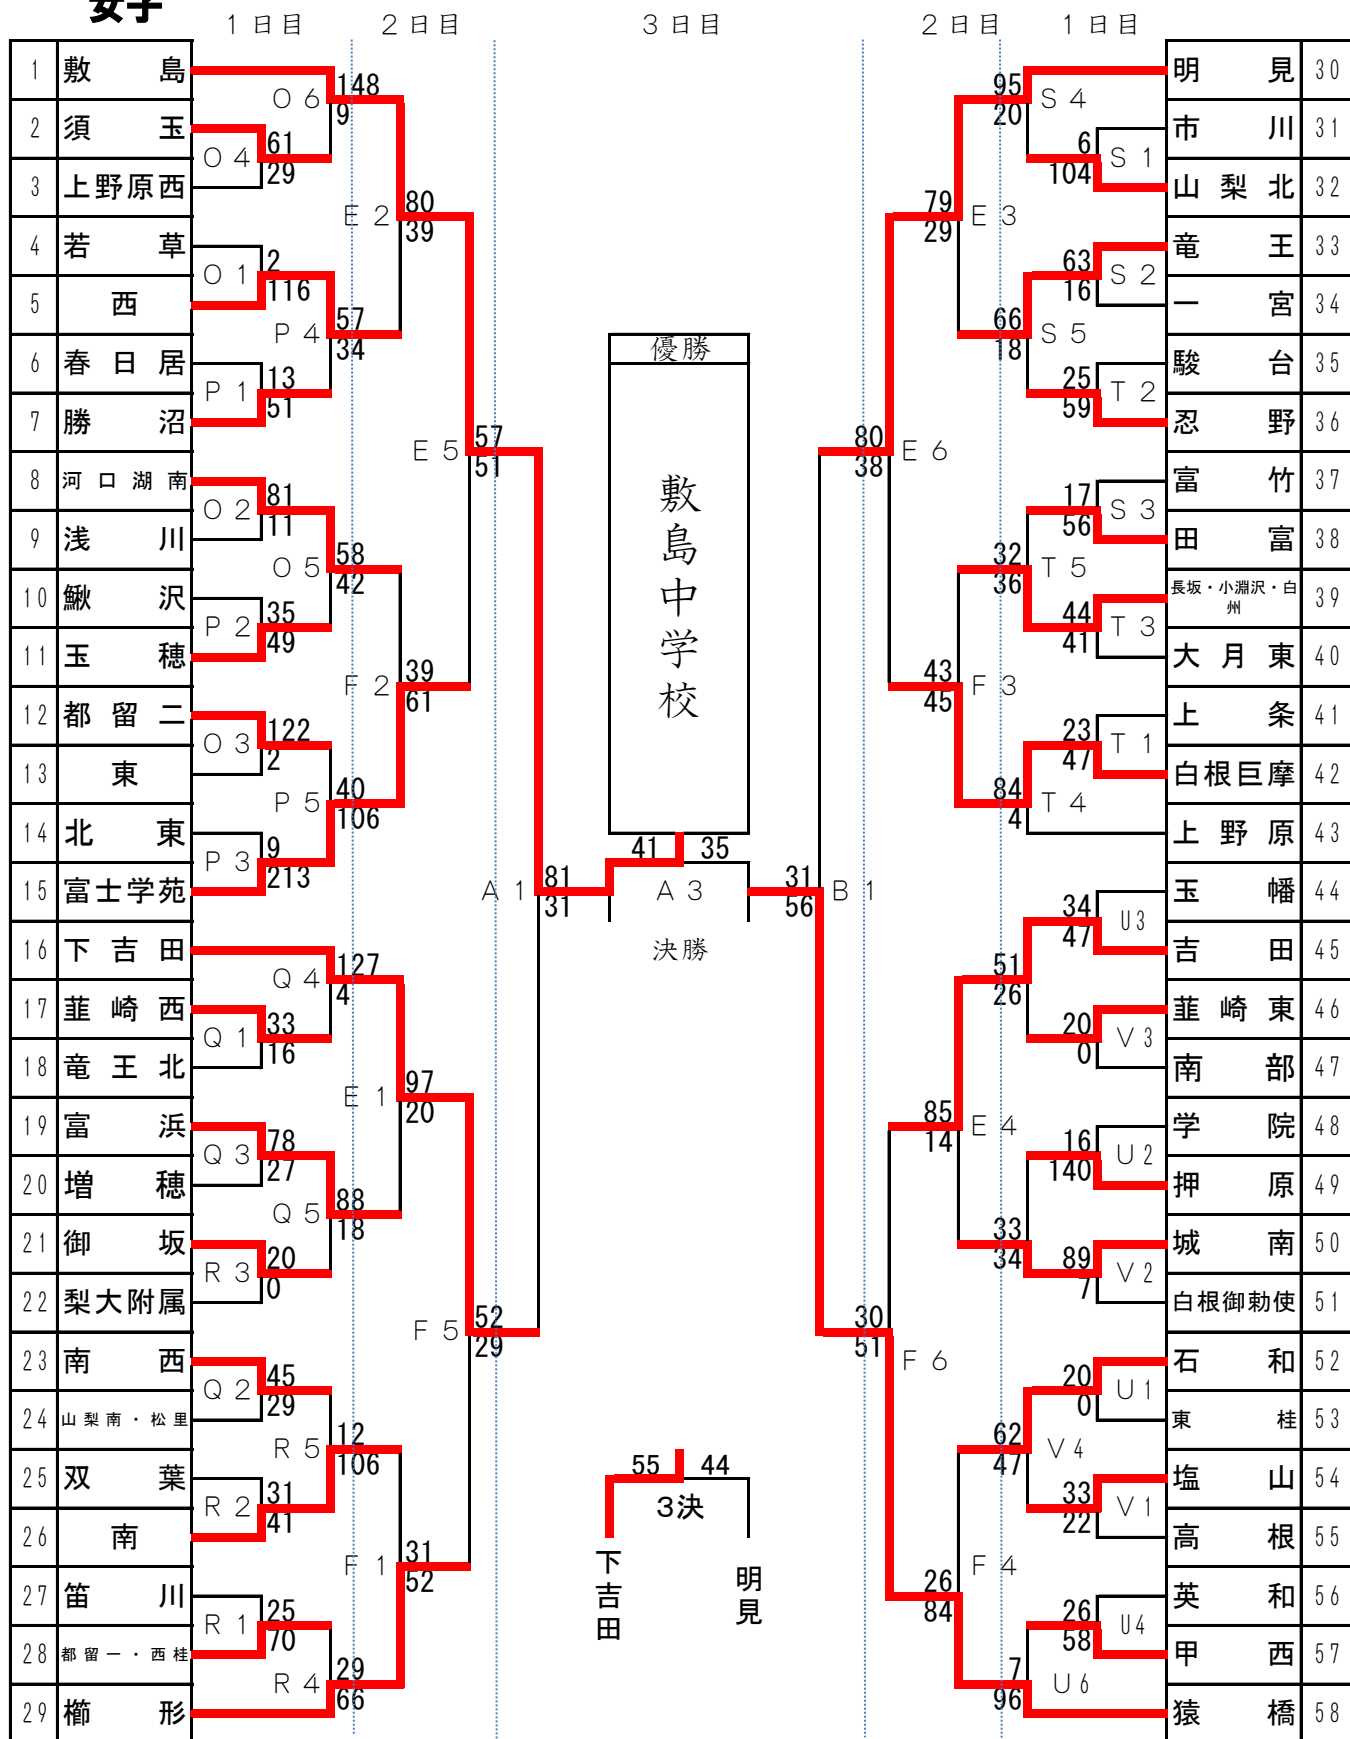 女子
1日目 2日目 3日目 2日目 1日目
1 敷島
2 須玉
3 上野原西
4 若草
5 西
6 春日居
7 勝沼
8 河口湖南
9 浅川
10 鰍沢
11 玉穂
12 都留二
13 東
14 北東
15 富士学苑
16 下吉田
17 韮崎西
18 竜王北
19 富浜
20 増穂
21 御坂
22 梨大附属
23 南西
24 山梨南・松里
25 双葉
26 南
27 笛川
28 都留一・西桂
29 櫛形
O6 148 9
O4 61 29
O1 2 116
P4 57 34
P1 13 51
O2 81 11
O5 58 42
P2 35 49
O3 122 2
P5 40 106
P3 9 213
Q4 127 4
Q1 33 16
Q3 78 27
Q5 88 18
R3 20 0
Q2 45 29
R5 12 106
R2 31 41
R1 25 70
R4 29 66
E2 80 39
F2 39 61
E1 97 20
F1 31 52
E5 57 51
F5 52 29
A1 81 31
優勝
敷島中学校
41 35
A3
決勝
55 44
3決
下吉田
明見
B1 31 56
E6 80 38
F6 30 51
E3 79 29
F3 43 45
E4 85 14
F4 26 84
95 20 S4
6 104 S1
63 16 S2
66 18 S5
25 59 T2
17 56 S3
32 36 T5
44 41 T3
23 47 T1
84 4 T4
34 47 U3
51 26
20 0 V3
16 140 U2
33 34
89 7 V2
20 0 U1
62 47 V4
33 22 V1
26 58 U4
7 96 U6
明見 30
市川 31
山梨北 32
竜王 33
一宮 34
駿台 35
忍野 36
富竹 37
田富 38
長坂・小淵沢・白州 39
大月東 40
上条 41
白根巨摩 42
上野原 43
玉幡 44
吉田 45
韮崎東 46
南部 47
学院 48
押原 49
城南 50
白根御勅使 51
石和 52
東桂 53
塩山 54
高根 55
英和 56
甲西 57
猿橋 58